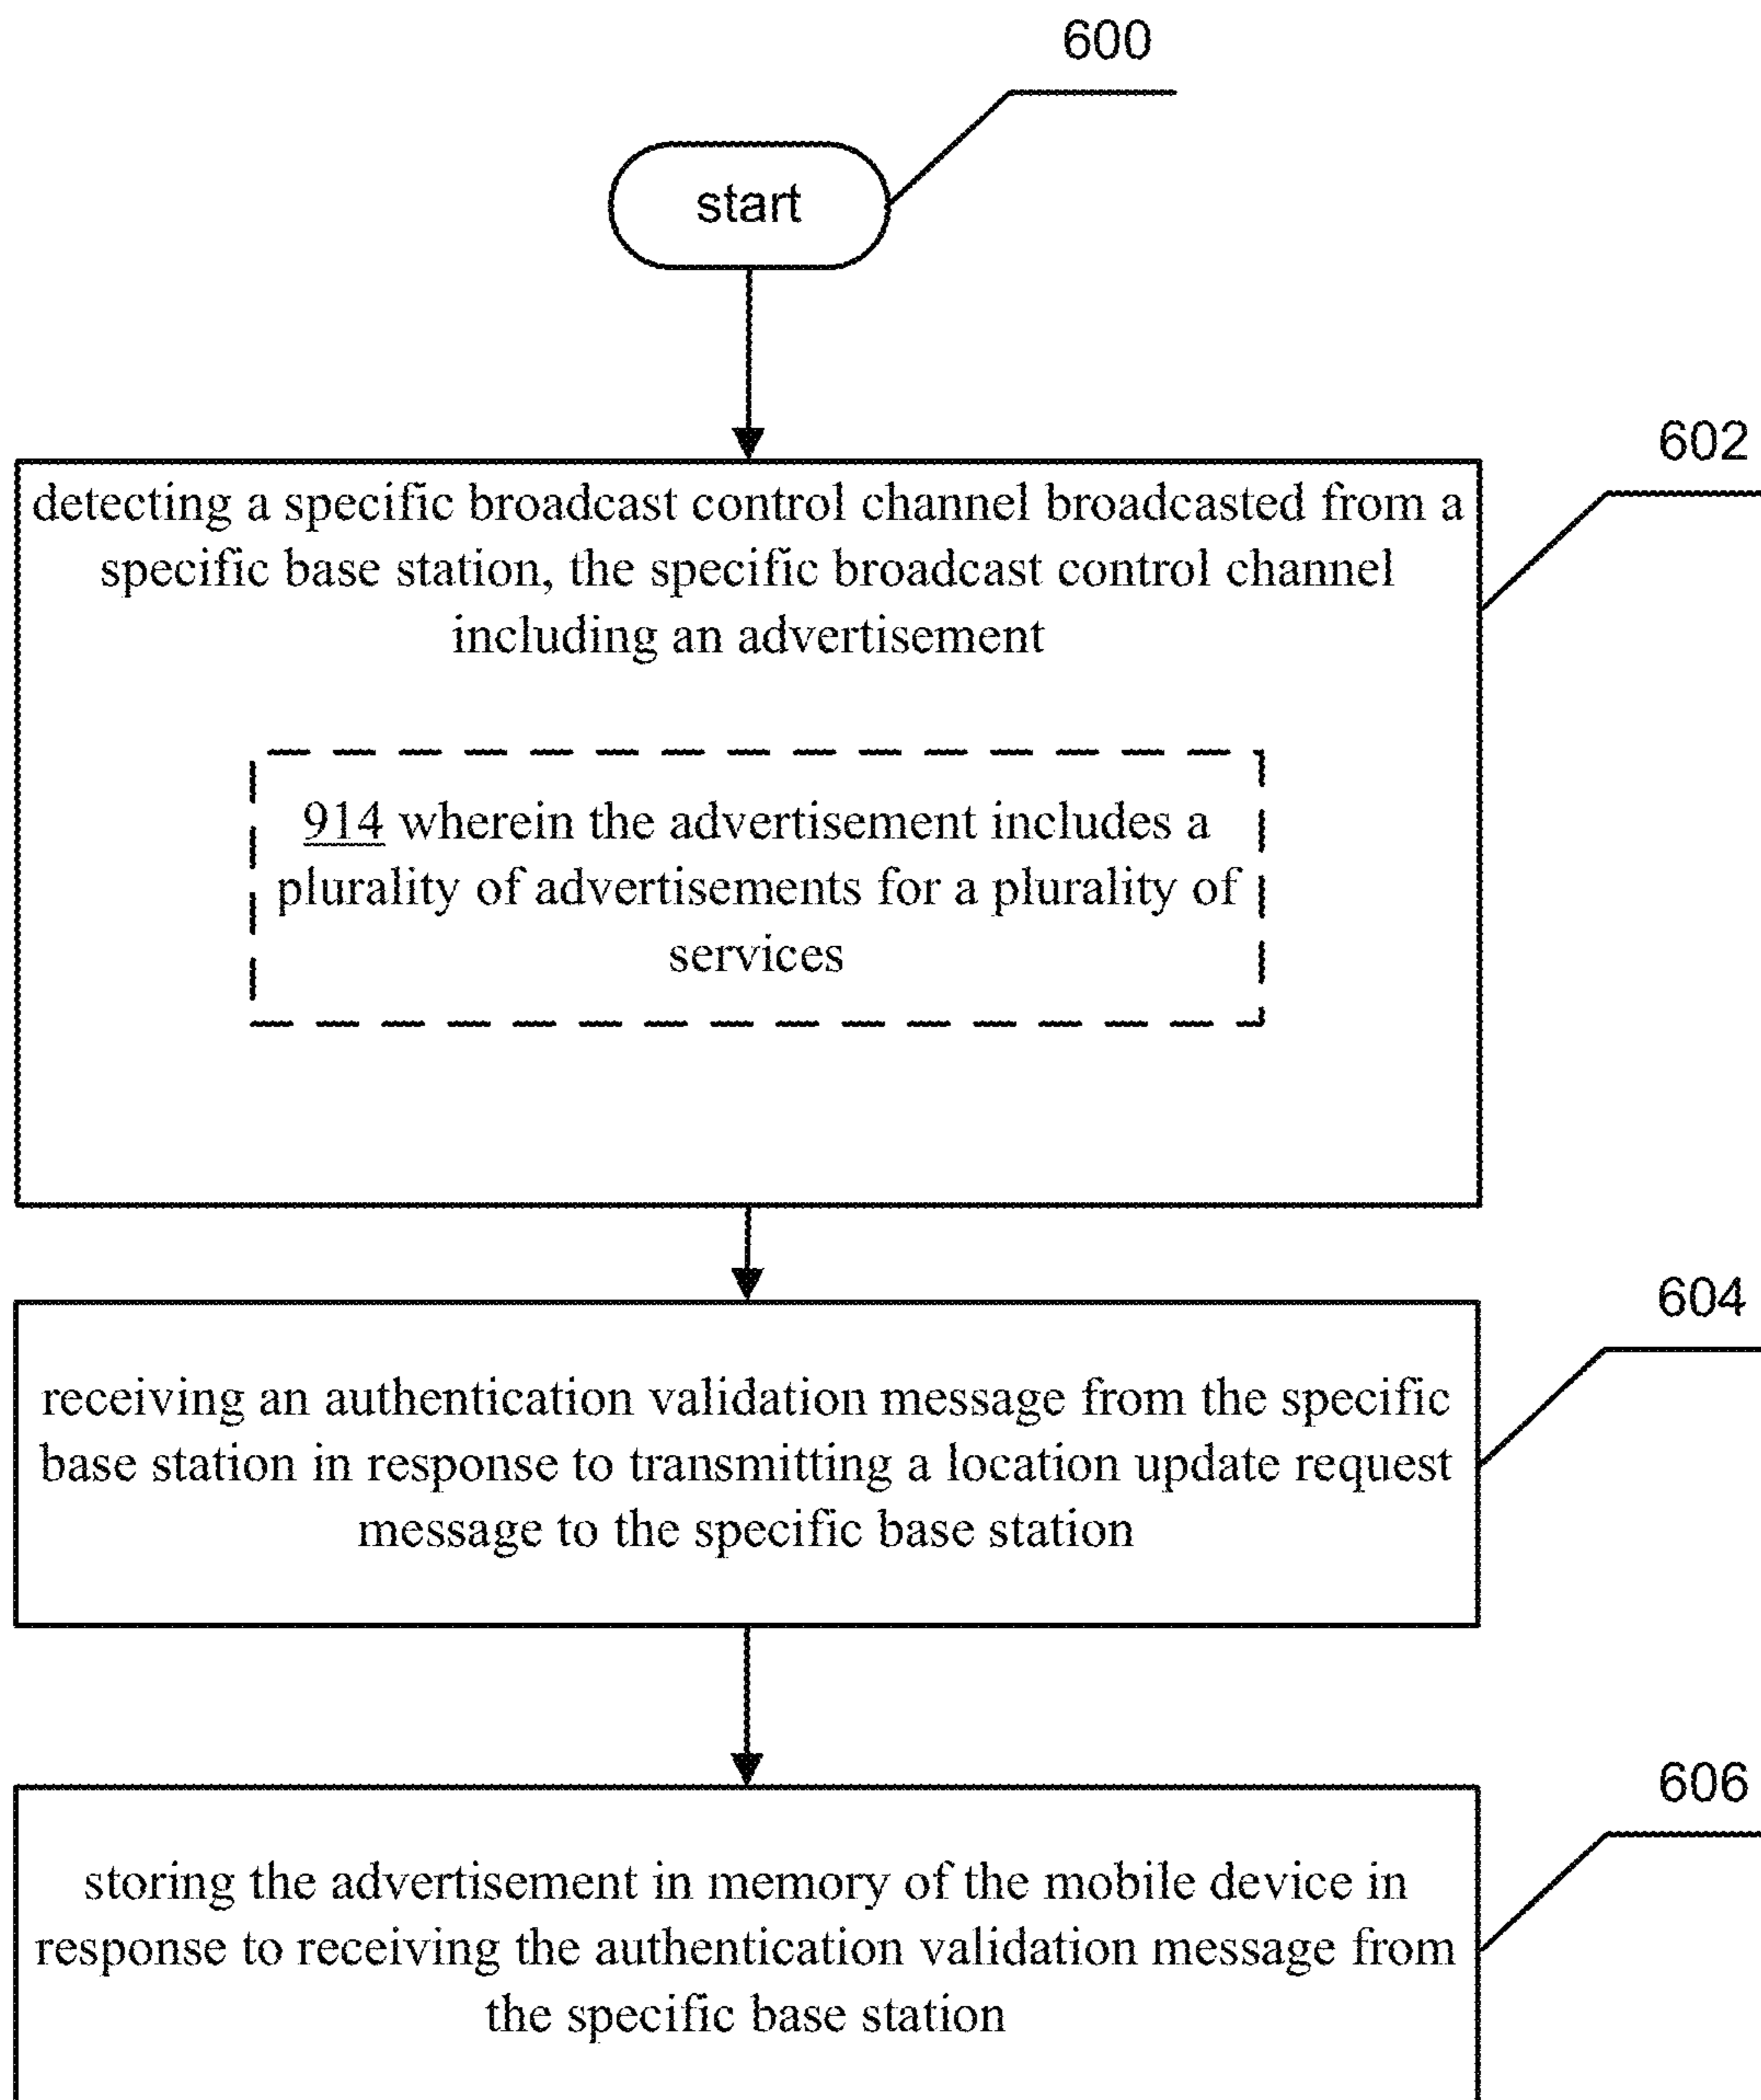 600
start
602
detecting a specific broadcast control channel broadcasted from a
specific base station, the specific broadcast control channel
including an advertisement
914 wherein the advertisement includes a
plurality of advertisements for a plurality of
services
604
receiving an authentication validation message from the specific
base station in response to transmitting a location update request
message to the specific base station
606
storing the advertisement in memory of the mobile device in
response to receiving the authentication validation message from
the specific base station